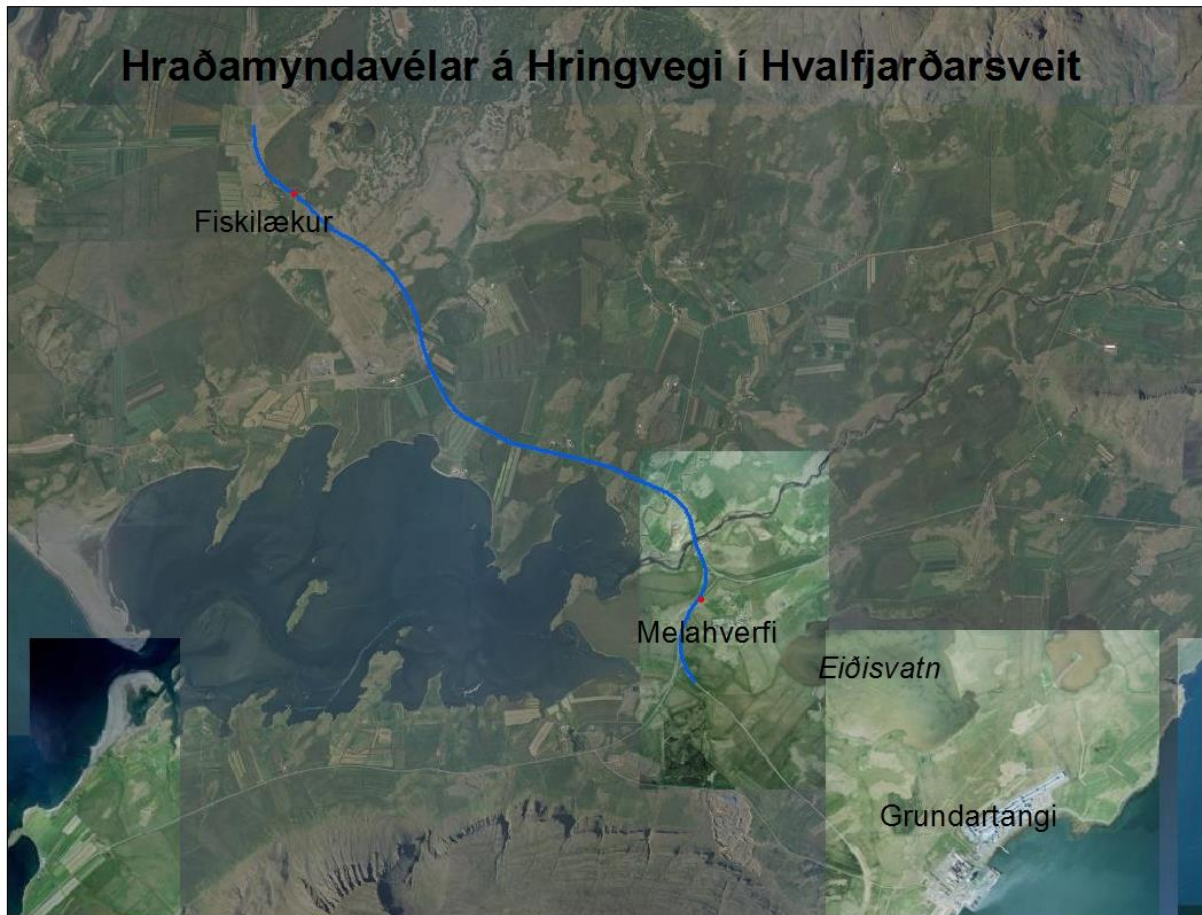 Hraðamyndavélar á Hringvegi í Hvalfjarðarsveit
Fiskilækur
Melahverfi
Eiðisvatn
Grundartangi